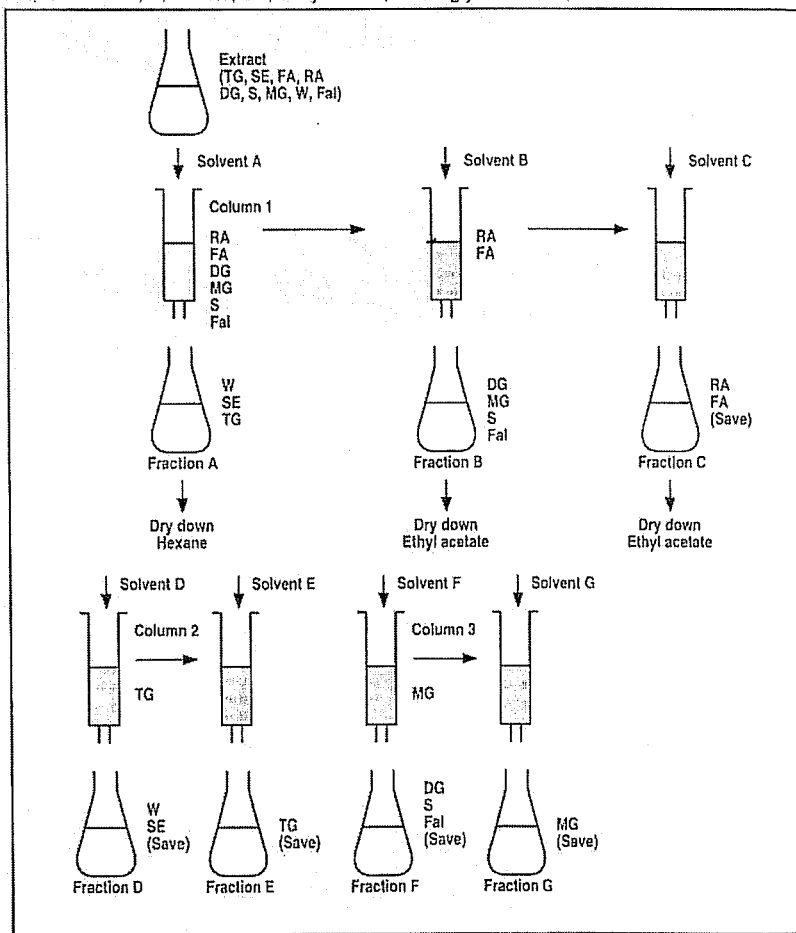 Extract
(TG, SE, FA, RA
DG, S, MG, W, Fal)
Solvent A
Solvent B
Solvent C
Column 1
RA
FA
DG
MG
S
Fal
RA
FA
W
SE
TG
Fraction A
DG
MG
S
Fal
Fraction B
RA
FA
(Save)
Fraction C
Dry down
Hexane
Dry down
Ethyl acetate
Dry down
Ethyl acetate
Solvent D
Solvent E
Solvent F
Solvent G
Column 2
TG
Column 3
MG
W
SE
(Save)
Fraction D
TG
(Save)
Fraction E
DG
S
Fal
(Save)
Fraction F
MG
(Save)
Fraction G